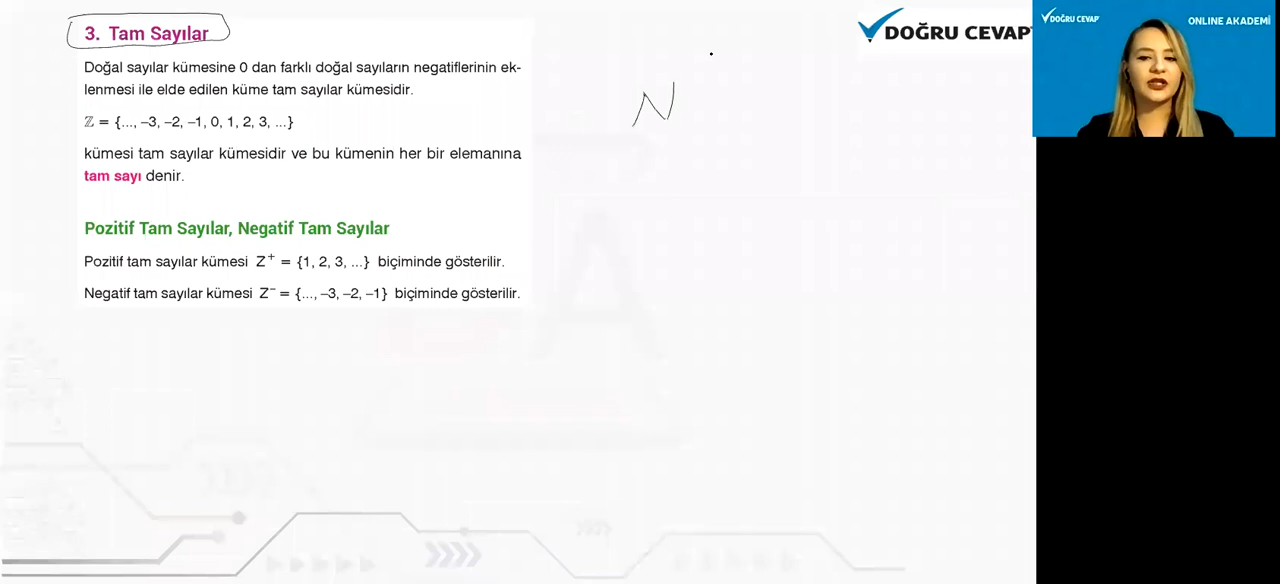 3. Tam Sayılar
Doğal sayılar kümesine 0 dan farklı doğal sayıların negatiflerinin ek-
lenmesi ile elde edilen küme tam sayılar kümesidir.
ℤ = {..., –3, –2, –1, 0, 1, 2, 3, ...}
kümesi tam sayılar kümesidir ve bu kümenin her bir elemanına
tam sayı denir.
Pozitif Tam Sayılar, Negatif Tam Sayılar
Pozitif tam sayılar kümesi Z⁺ = {1, 2, 3, ...} biçiminde gösterilir.
Negatif tam sayılar kümesi Z⁻ = {..., –3, –2, –1} biçiminde gösterilir.
N
DOĞRU CEVAP
DOĞRU CEVAP
ONLINE AKADEMİ